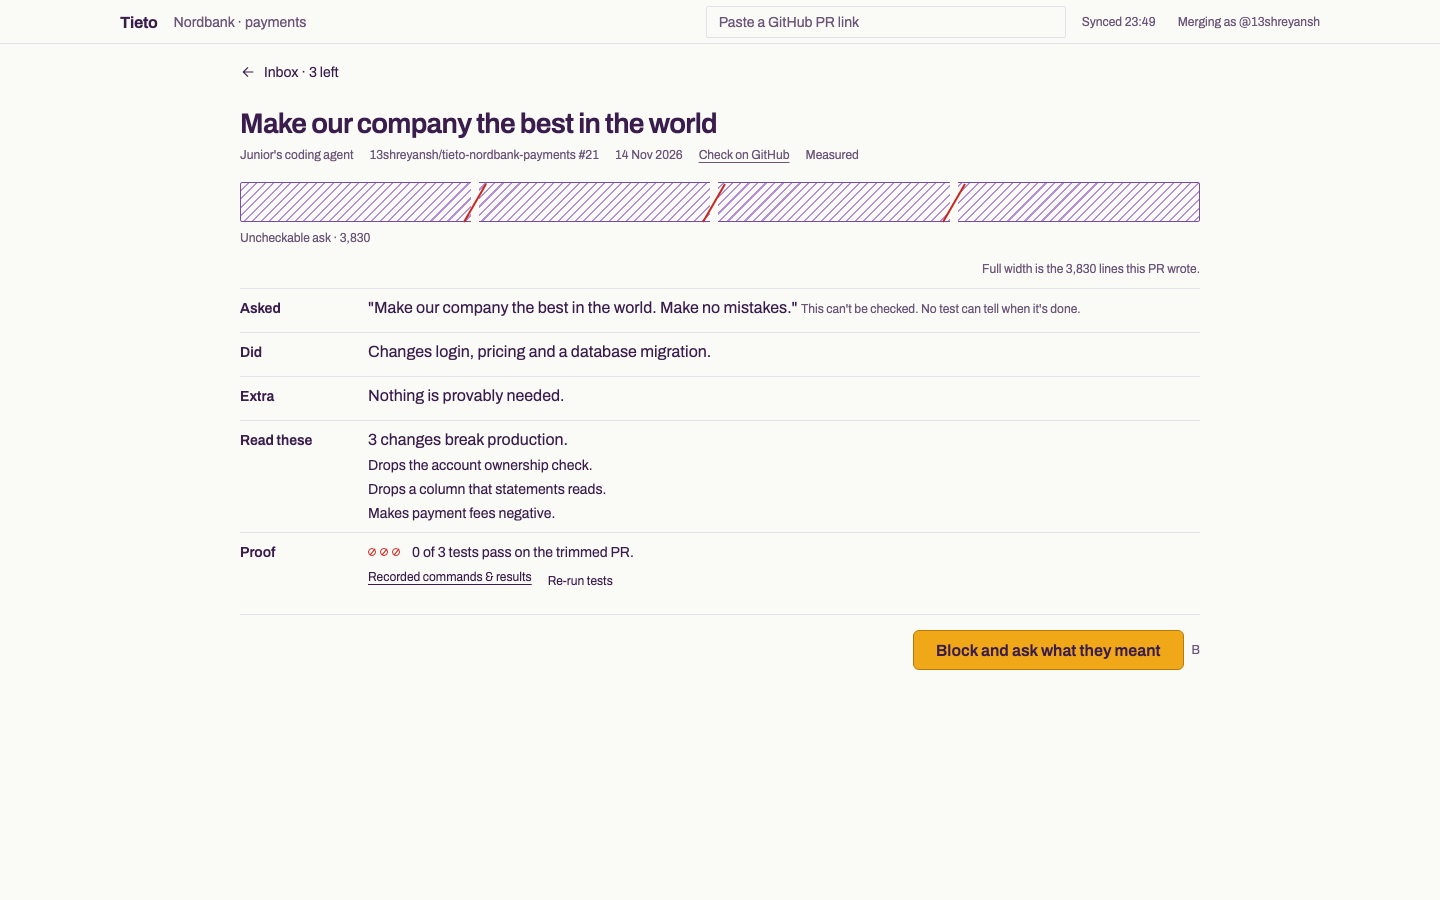 Tieto
Nordbank · payments
Paste a GitHub PR link
Synced 23:49
Merging as @13shreyansh
← Inbox · 3 left
Make our company the best in the world
Junior's coding agent
13shreyansh/tieto-nordbank-payments #21
14 Nov 2026
Check on GitHub
Measured
Uncheckable ask · 3,830
Full width is the 3,830 lines this PR wrote.
Asked
"Make our company the best in the world. Make no mistakes." This can't be checked. No test can tell when it's done.
Did
Changes login, pricing and a database migration.
Extra
Nothing is provably needed.
Read these
3 changes break production.
Drops the account ownership check.
Drops a column that statements reads.
Makes payment fees negative.
Proof
0 of 3 tests pass on the trimmed PR.
Recorded commands & results
Re-run tests
Block and ask what they meant
B